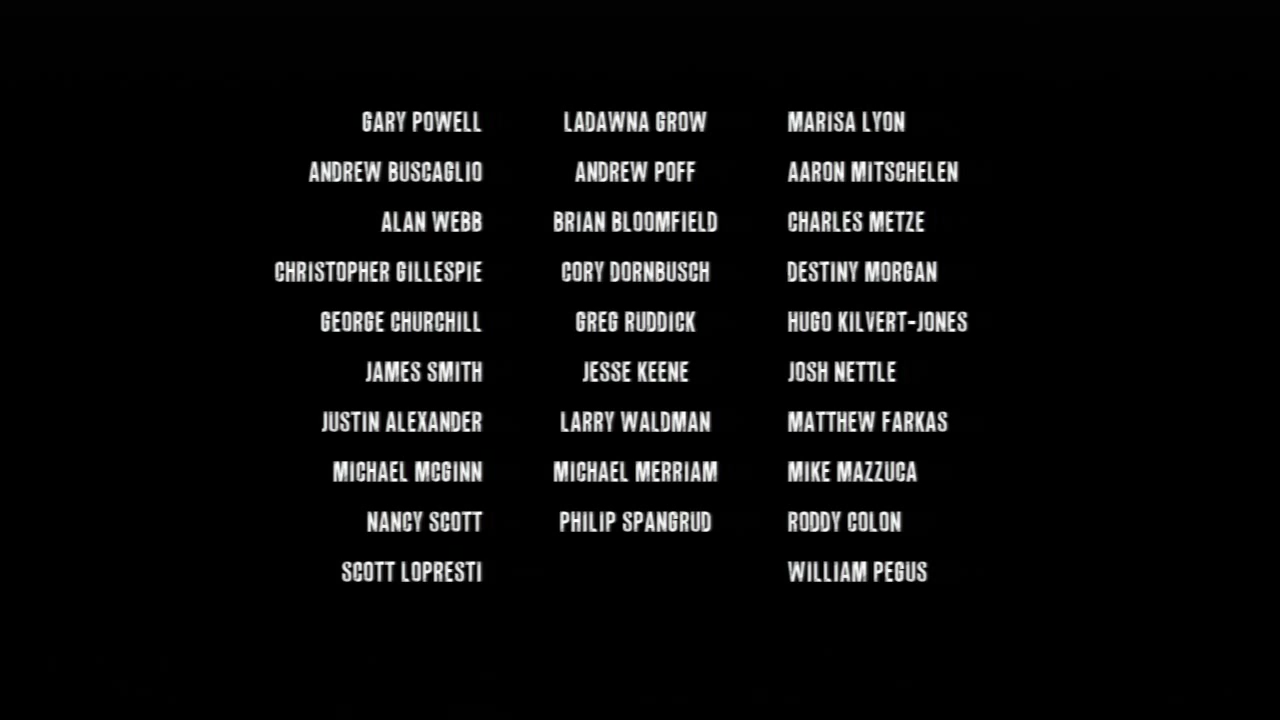 GARY POWELL LADAWNA GROW MARISA LYON
ANDREW BUSCAGLIO ANDREW POFF AARON MITSCHELEN
ALAN WEBB BRIAN BLOOMFIELD CHARLES METZE
CHRISTOPHER GILLESPIE CORY DORNBUSCH DESTINY MORGAN
GEORGE CHURCHILL GREG RUDDICK HUGO KILVERT-JONES
JAMES SMITH JESSE KEENE JOSH NETTLE
JUSTIN ALEXANDER LARRY WALDMAN MATTHEW FARKAS
MICHAEL MCGINN MICHAEL MERRIAM MIKE MAZZUCA
NANCY SCOTT PHILIP SPANGRUD RODDY COLON
SCOTT LOPRESTI WILLIAM PEGUS